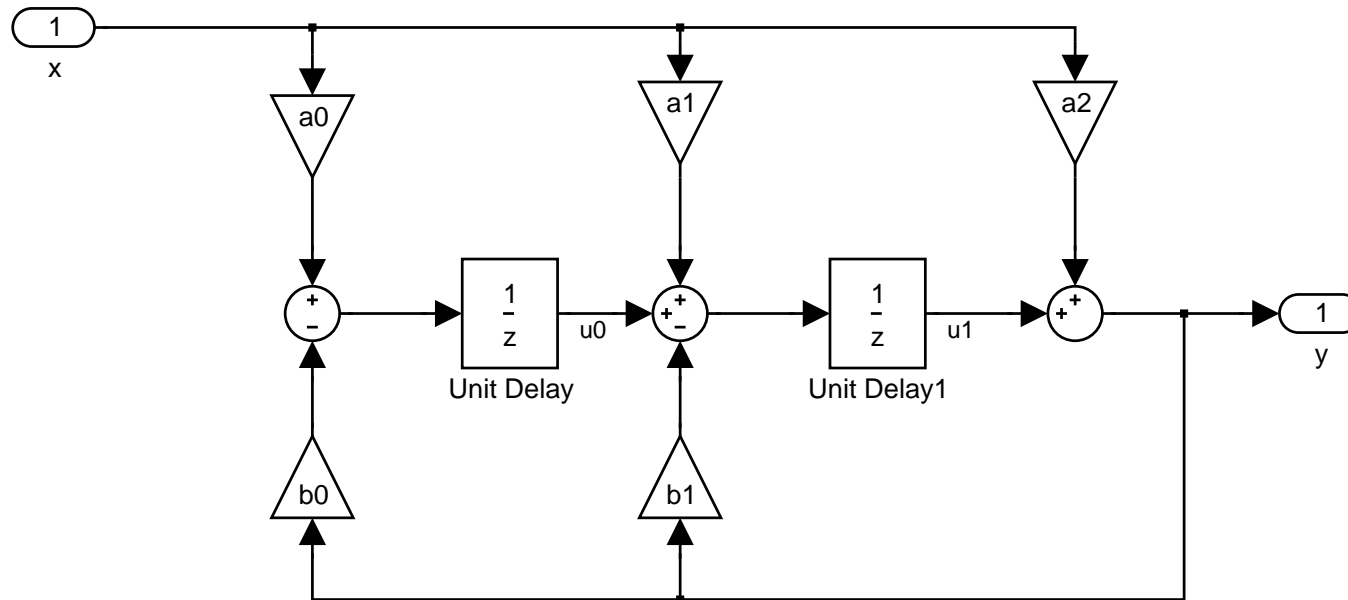 1
x
a0
a1
a2
+
−
1
z
Unit Delay
u0
+
+
−
1
z
Unit Delay1
u1
+
+
1
y
b0
b1